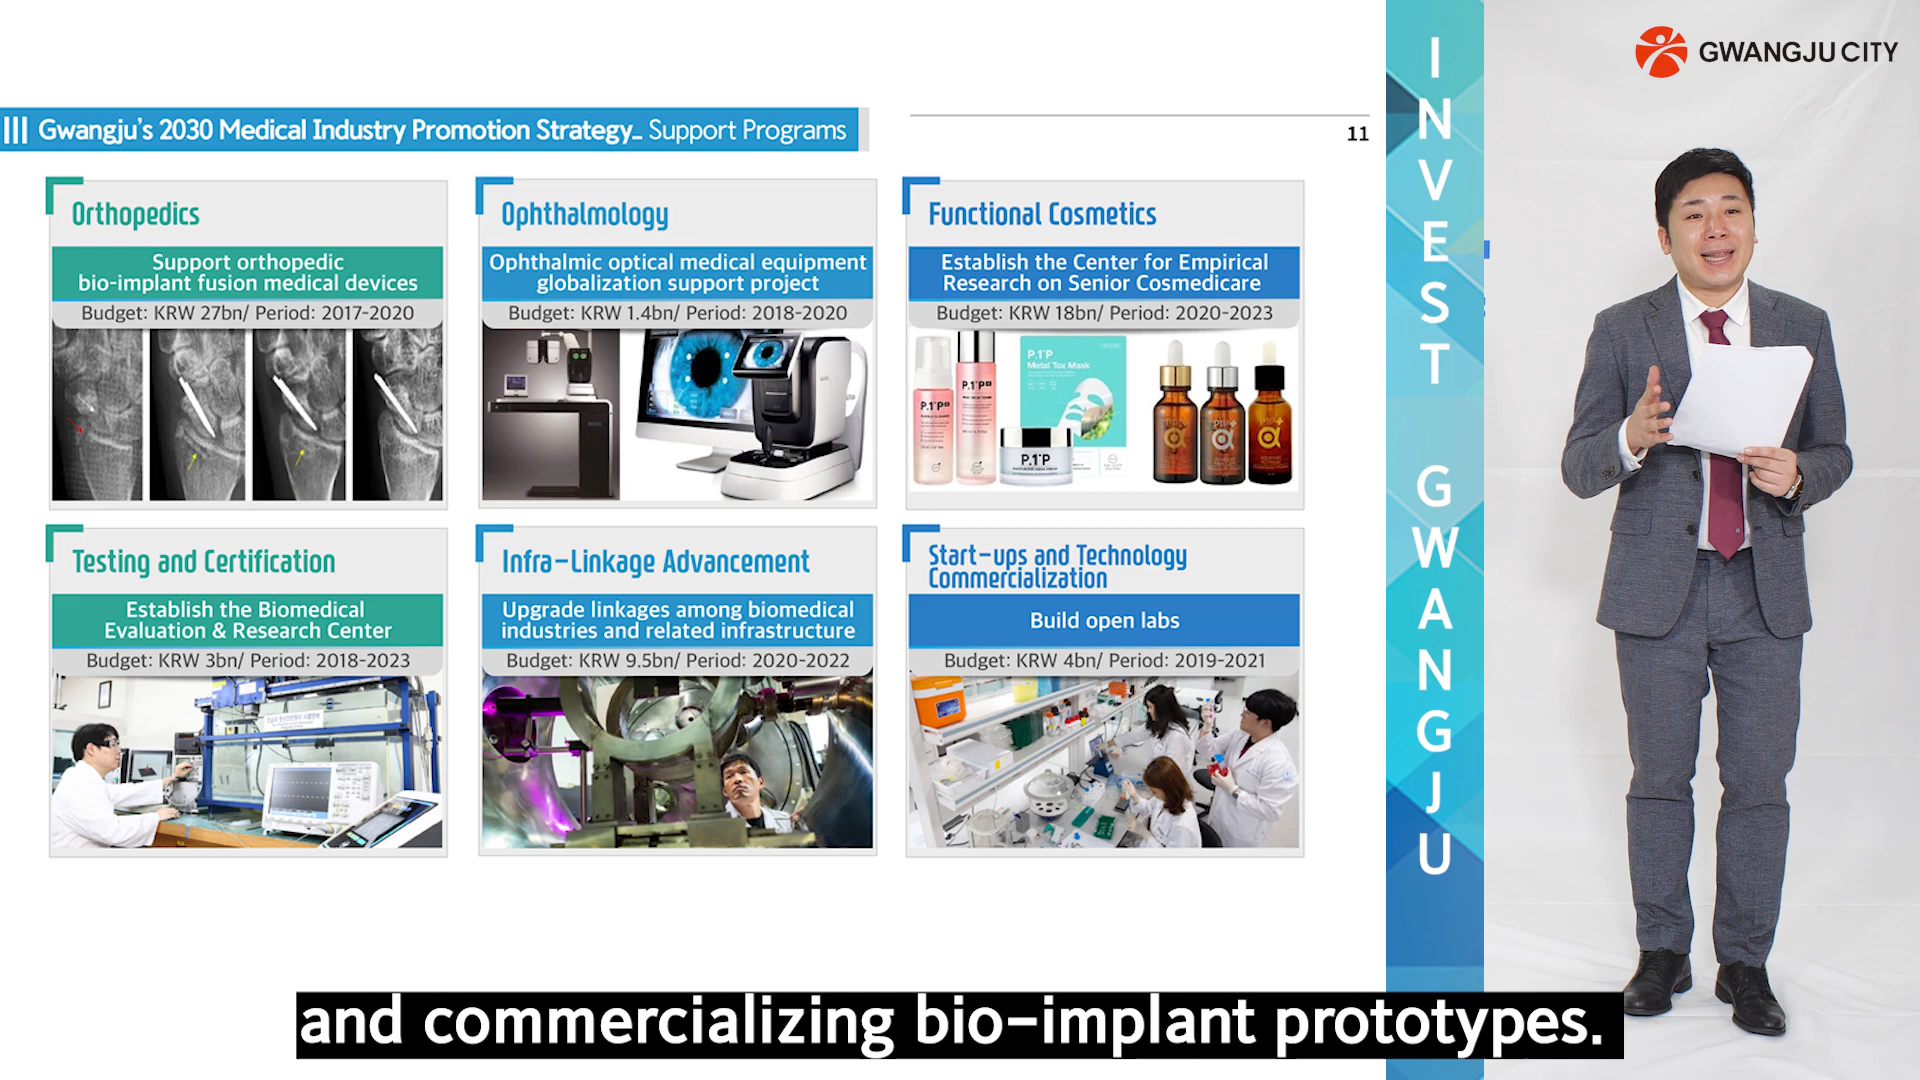 GWANGJU CITY
III Gwangju's 2030 Medical Industry Promotion Strategy_ Support Programs
11
Orthopedics
Support orthopedic
bio-implant fusion medical devices
Budget: KRW 27bn/ Period: 2017-2020
Ophthalmology
Ophthalmic optical medical equipment
globalization support project
Budget: KRW 1.4bn/ Period: 2018-2020
Functional Cosmetics
Establish the Center for Empirical
Research on Senior Cosmedicare
Budget: KRW 18bn/ Period: 2020-2023
P.1˚P
Metal Tox Mask
P.1˚P
P.1˚P
P.1˚P
Testing and Certification
Establish the Biomedical
Evaluation & Research Center
Budget: KRW 3bn/ Period: 2018-2023
Infra-Linkage Advancement
Upgrade linkages among biomedical
industries and related infrastructure
Budget: KRW 9.5bn/ Period: 2020-2022
Start-ups and Technology
Commercialization
Build open labs
Budget: KRW 4bn/ Period: 2019-2021
INVEST GWANGJU
and commercializing bio-implant prototypes.